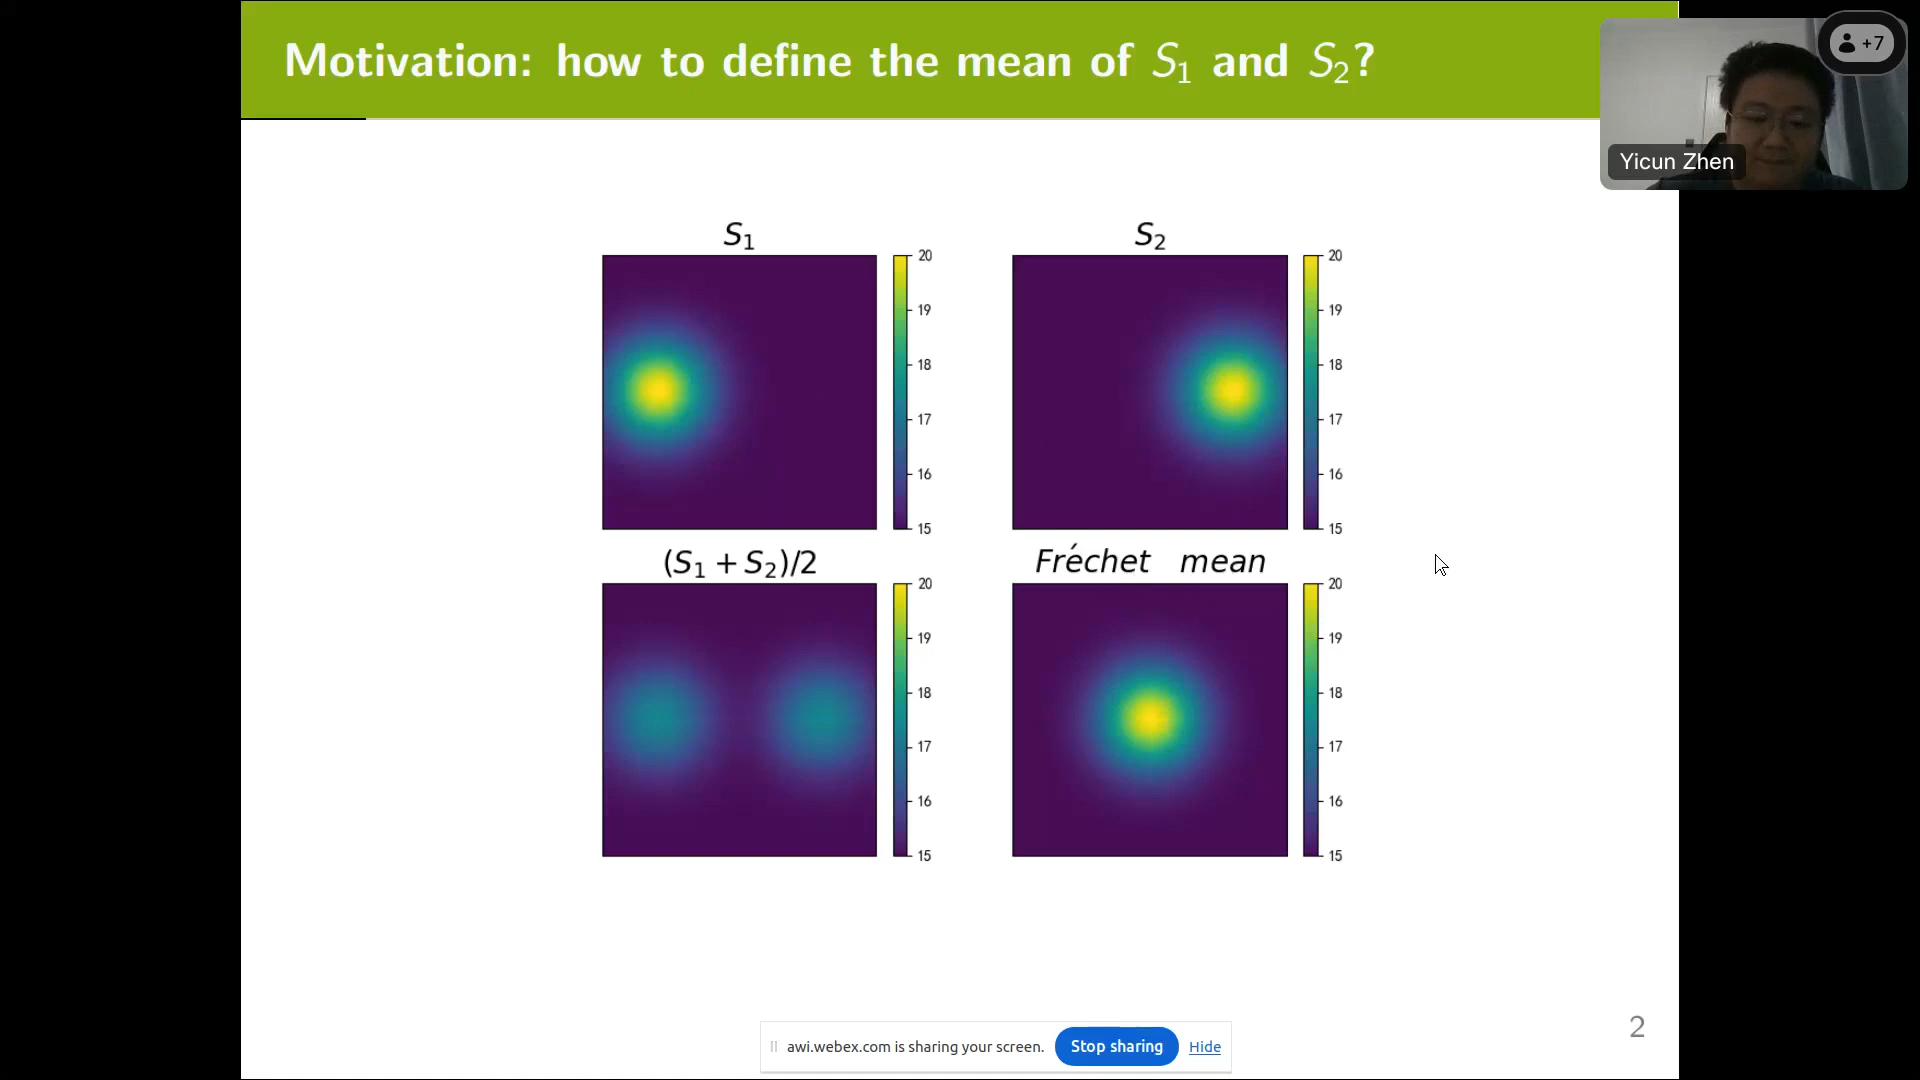 Motivation: how to define the mean of S₁ and S₂?
+7
Yicun Zhen
S₁
S₂
20
19
18
17
16
15
20
19
18
17
16
15
(S₁ + S₂)/2
Fréchet mean
20
19
18
17
16
15
20
19
18
17
16
15
2
awi.webex.com is sharing your screen.
Stop sharing
Hide